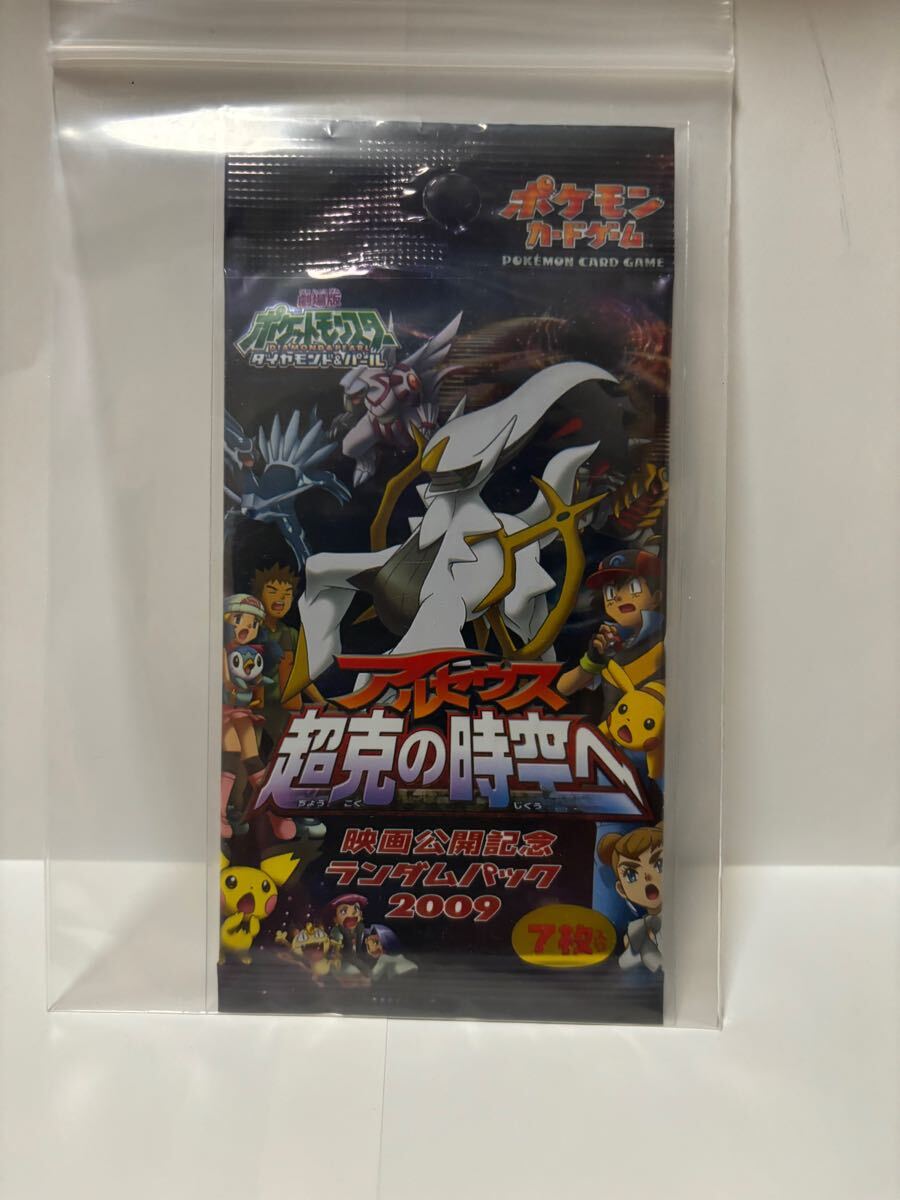 ポケモン
カードゲーム
POKÉMON CARD GAME
劇場版
ポケットモンスター
DIAMOND & PEARL
ダイヤモンド&パール
アルセウス
超克の時空へ
ちょう こく じくう
映画公開記念
ランダムパック
2009
7枚入り